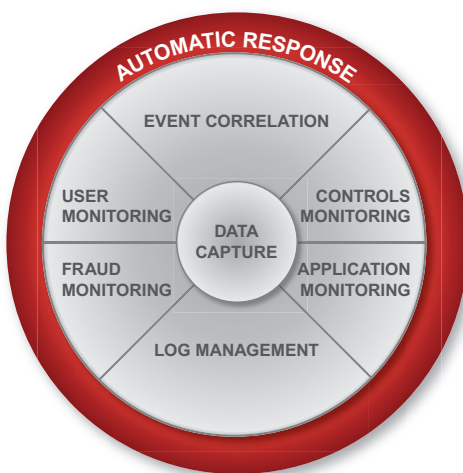 AUTOMATIC RESPONSE
EVENT CORRELATION
USER
MONITORING
CONTROLS
MONITORING
DATA
CAPTURE
FRAUD
MONITORING
APPLICATION
MONITORING
LOG MANAGEMENT